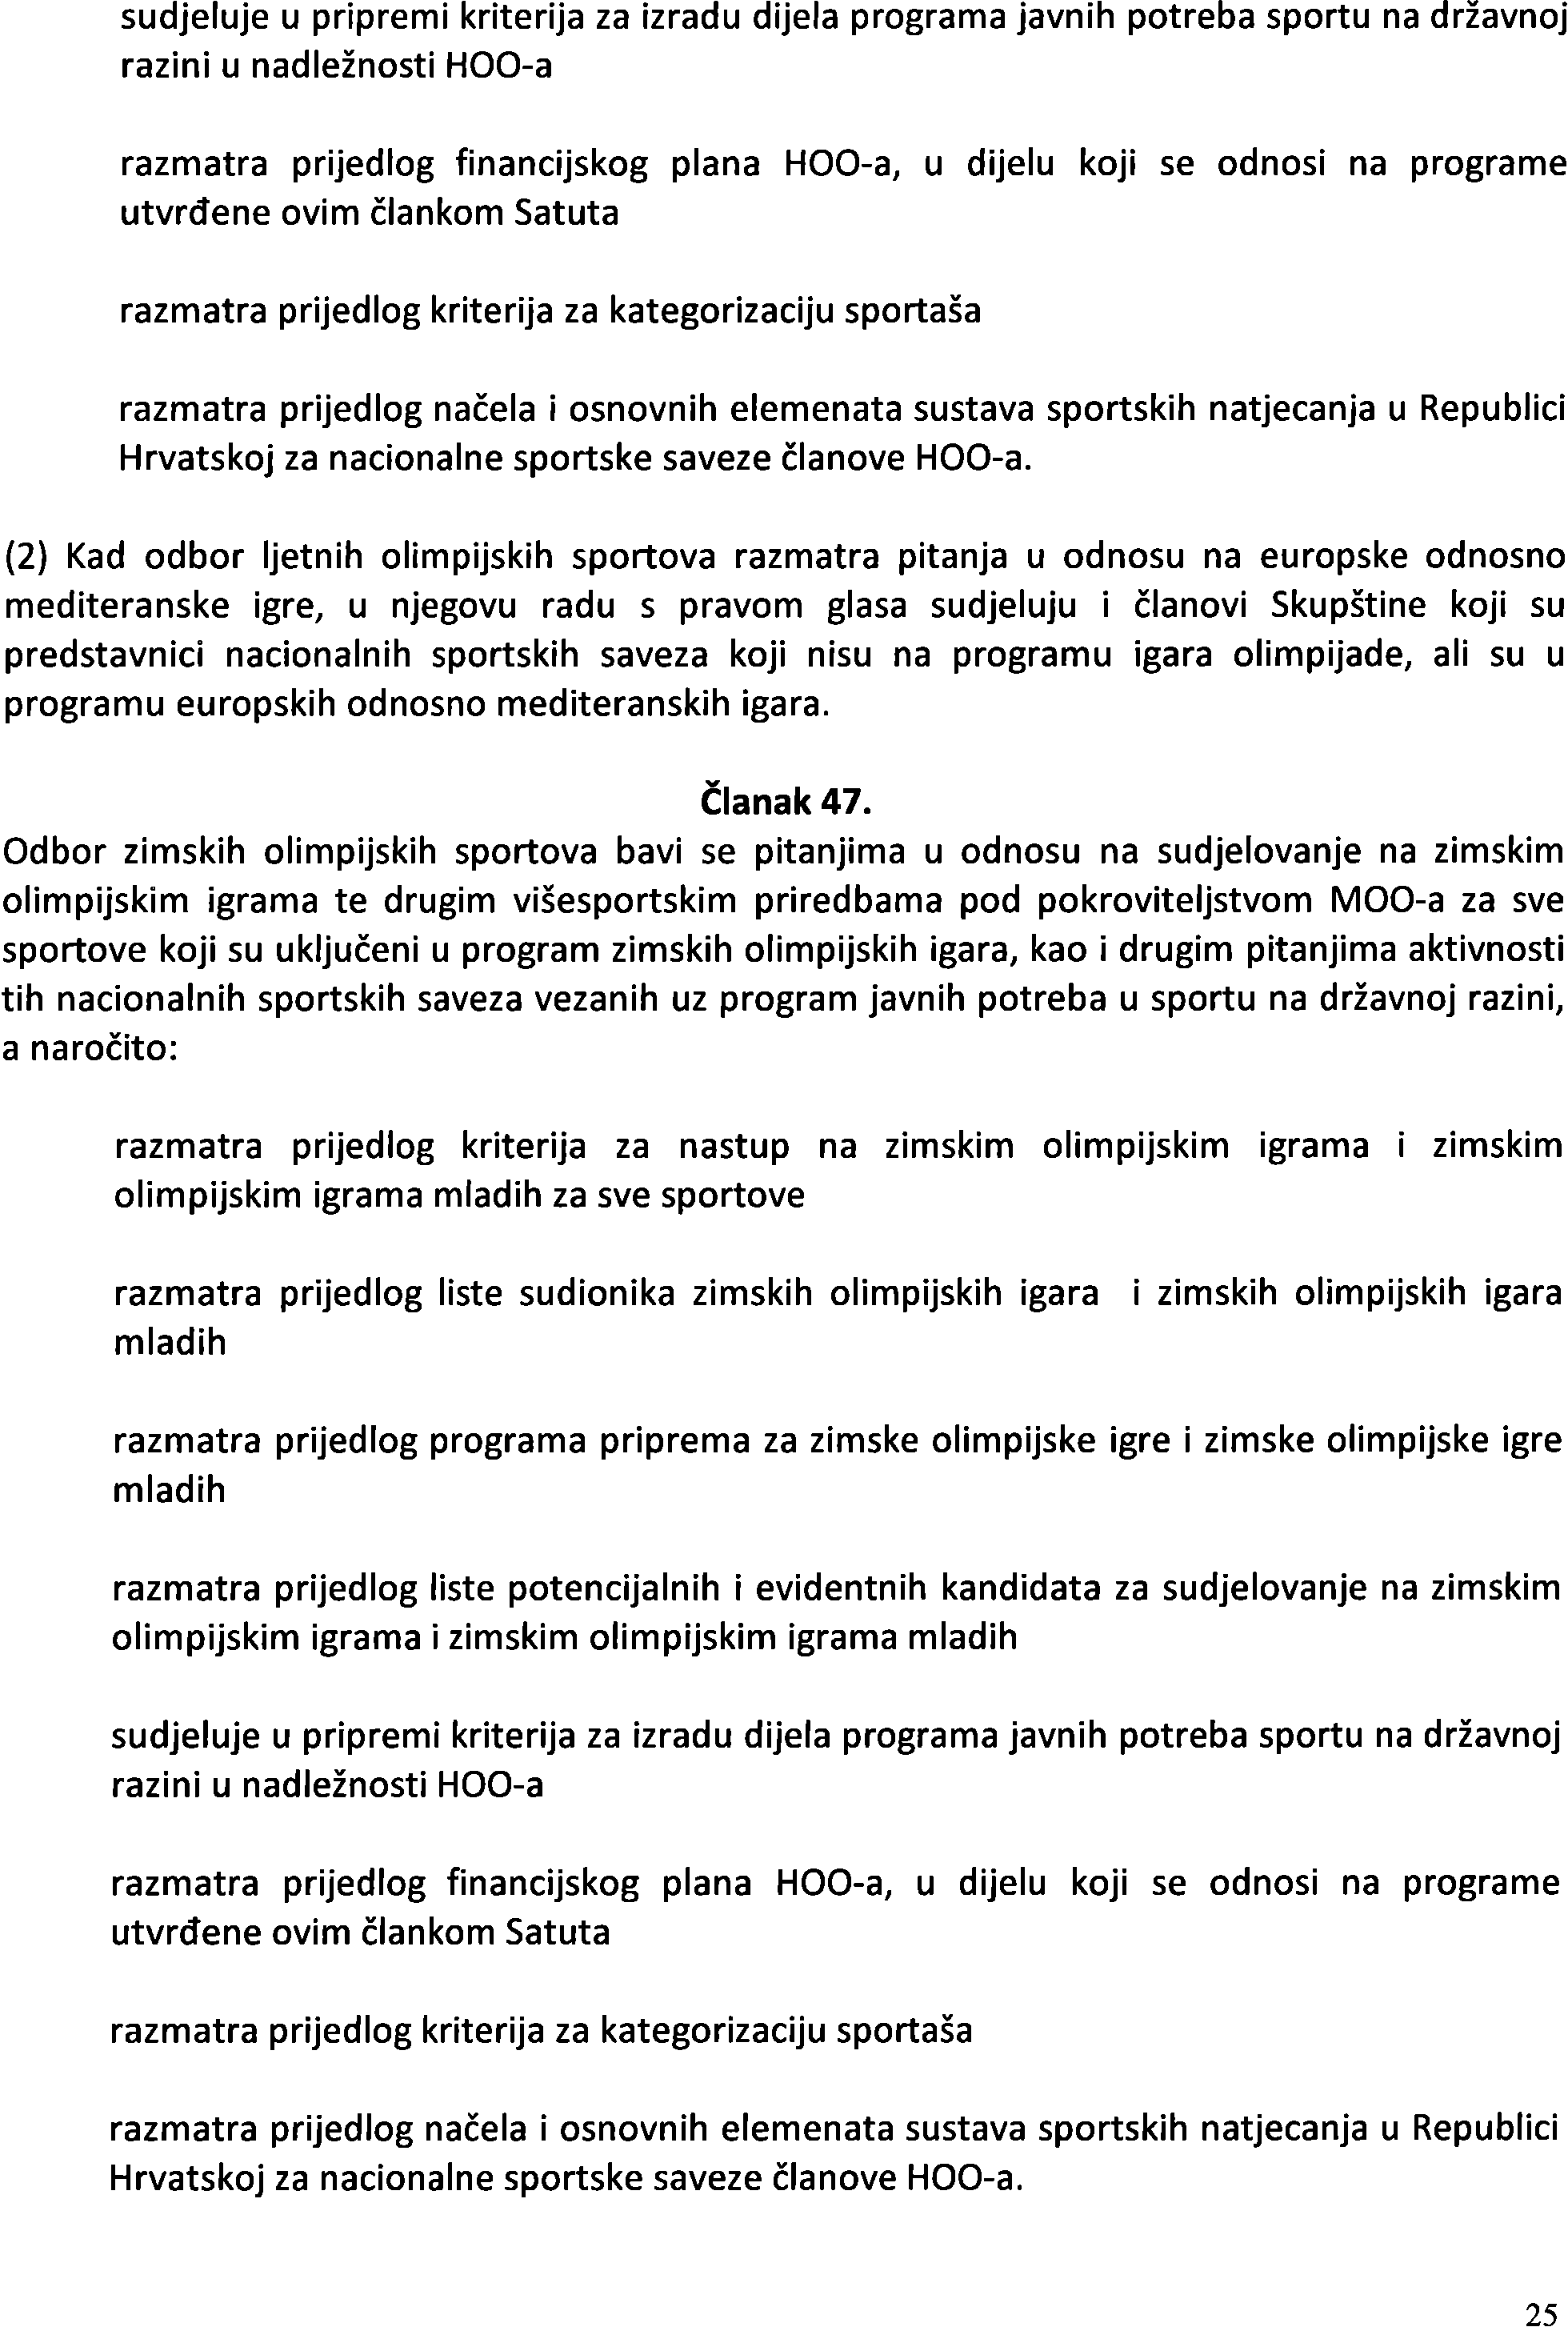 sudjeluje u pripremi kriterija za izradu dijela programa javnih potreba sportu na državnoj
razini u nadležnosti HOO-a
razmatra prijedlog financijskog plana HOO-a, u dijelu koji se odnosi na programe
utvrđene ovim člankom Satuta
razmatra prijedlog kriterija za kategorizaciju sportaša
razmatra prijedlog načela i osnovnih elemenata sustava sportskih natjecanja u Republici
Hrvatskoj za nacionalne sportske saveze članove HOO-a.
(2) Kad odbor ljetnih olimpijskih sportova razmatra pitanja u odnosu na europske odnosno
mediteranske igre, u njegovu radu s pravom glasa sudjeluju i članovi Skupštine koji su
predstavnici nacionalnih sportskih saveza koji nisu na programu igara olimpijade, ali su u
programu europskih odnosno mediteranskih igara.
Članak 47.
Odbor zimskih olimpijskih sportova bavi se pitanjima u odnosu na sudjelovanje na zimskim
olimpijskim igrama te drugim višesportskim priredbama pod pokroviteljstvom MOO-a za sve
sportove koji su uključeni u program zimskih olimpijskih igara, kao i drugim pitanjima aktivnosti
tih nacionalnih sportskih saveza vezanih uz program javnih potreba u sportu na državnoj razini,
a naročito:
razmatra prijedlog kriterija za nastup na zimskim olimpijskim igrama i zimskim
olimpijskim igrama mladih za sve sportove
razmatra prijedlog liste sudionika zimskih olimpijskih igara i zimskih olimpijskih igara
mladih
razmatra prijedlog programa priprema za zimske olimpijske igre i zimske olimpijske igre
mladih
razmatra prijedlog liste potencijalnih i evidentnih kandidata za sudjelovanje na zimskim
olimpijskim igrama i zimskim olimpijskim igrama mladih
sudjeluje u pripremi kriterija za izradu dijela programa javnih potreba sportu na državnoj
razini u nadležnosti HOO-a
razmatra prijedlog financijskog plana HOO-a, u dijelu koji se odnosi na programe
utvrđene ovim člankom Satuta
razmatra prijedlog kriterija za kategorizaciju sportaša
razmatra prijedlog načela i osnovnih elemenata sustava sportskih natjecanja u Republici
Hrvatskoj za nacionalne sportske saveze članove HOO-a.
25